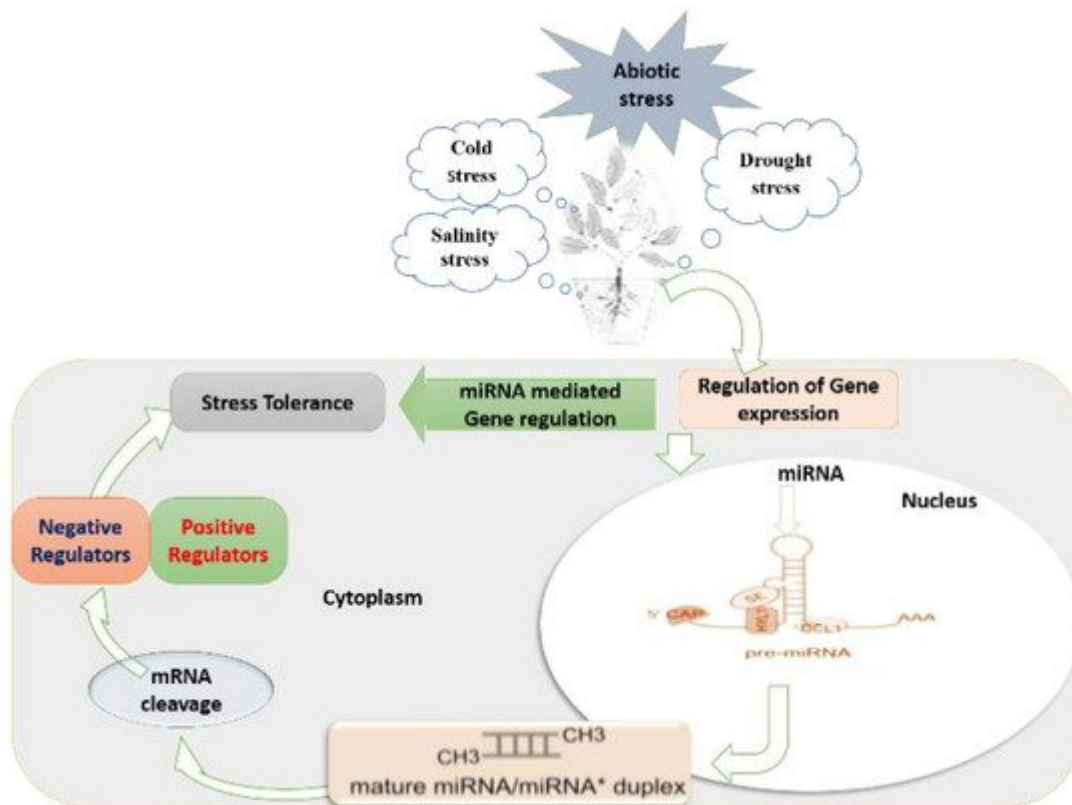 Abiotic
stress
Cold
Stress
Drought
stress
Salinity
stress
Stress Tolerance
miRNA mediated
Gene regulation
Regulation of Gene
expression
miRNA
Nucleus
Negative
Regulators
Positive
Regulators
Cytoplasm
5' CAP
SE
HYL1
DCL1
AAA
pre-miRNA
mRNA
cleavage
CH3
CH3
mature miRNA/miRNA* duplex